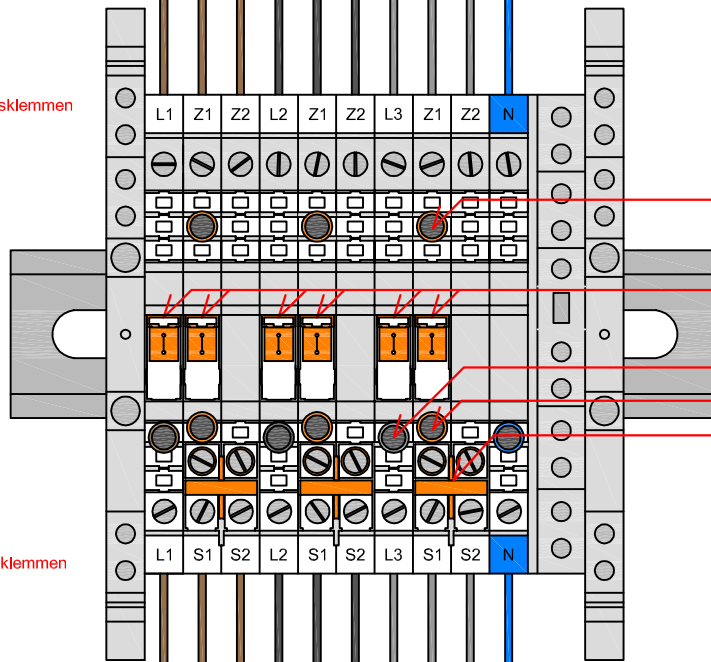 sklemmen
L1 Z1 Z2 L2 Z1 Z2 L3 Z1 Z2 N
klemmen
L1 S1 S2 L2 S1 S2 L3 S1 S2 N